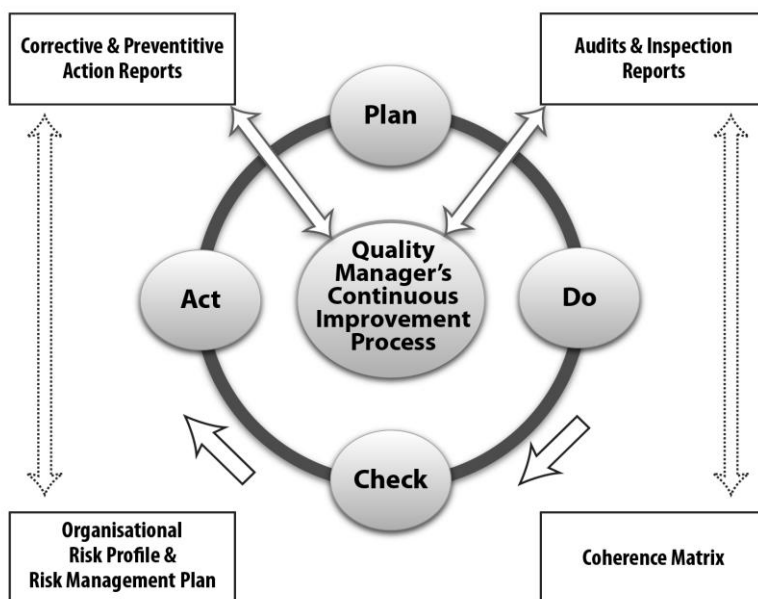 Corrective & Preventitive
Action Reports
Audits & Inspection
Reports
Plan
Quality
Manager's
Continuous
Improvement
Process
Act
Do
Check
Organisational
Risk Profile &
Risk Management Plan
Coherence Matrix